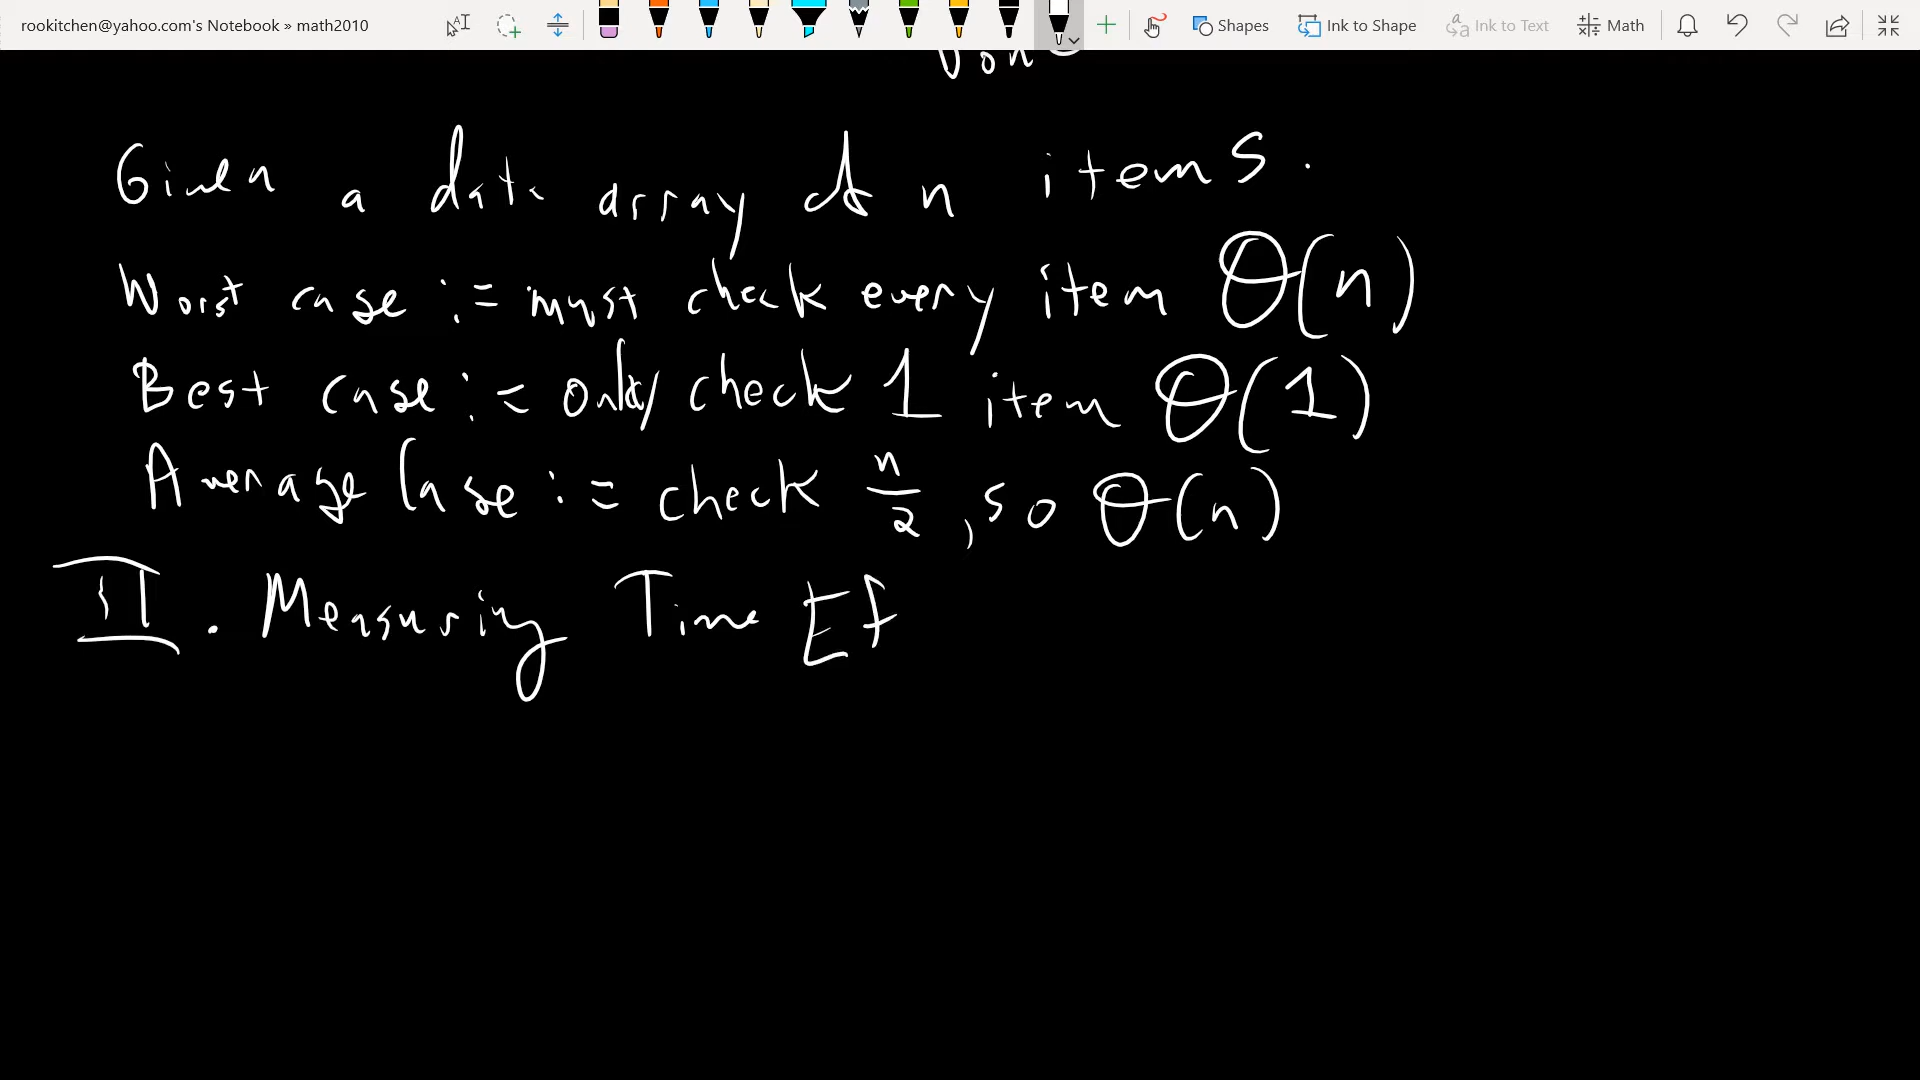 rookitchen@yahoo.com's Notebook » math2010
Shapes Ink to Shape Ink to Text Math
Given a data array of n items.
Worst case := must check every item Θ(n)
Best case := only check 1 item Θ(1)
Average Case := check n/2, so Θ(n)
II. Measuring Time Ef